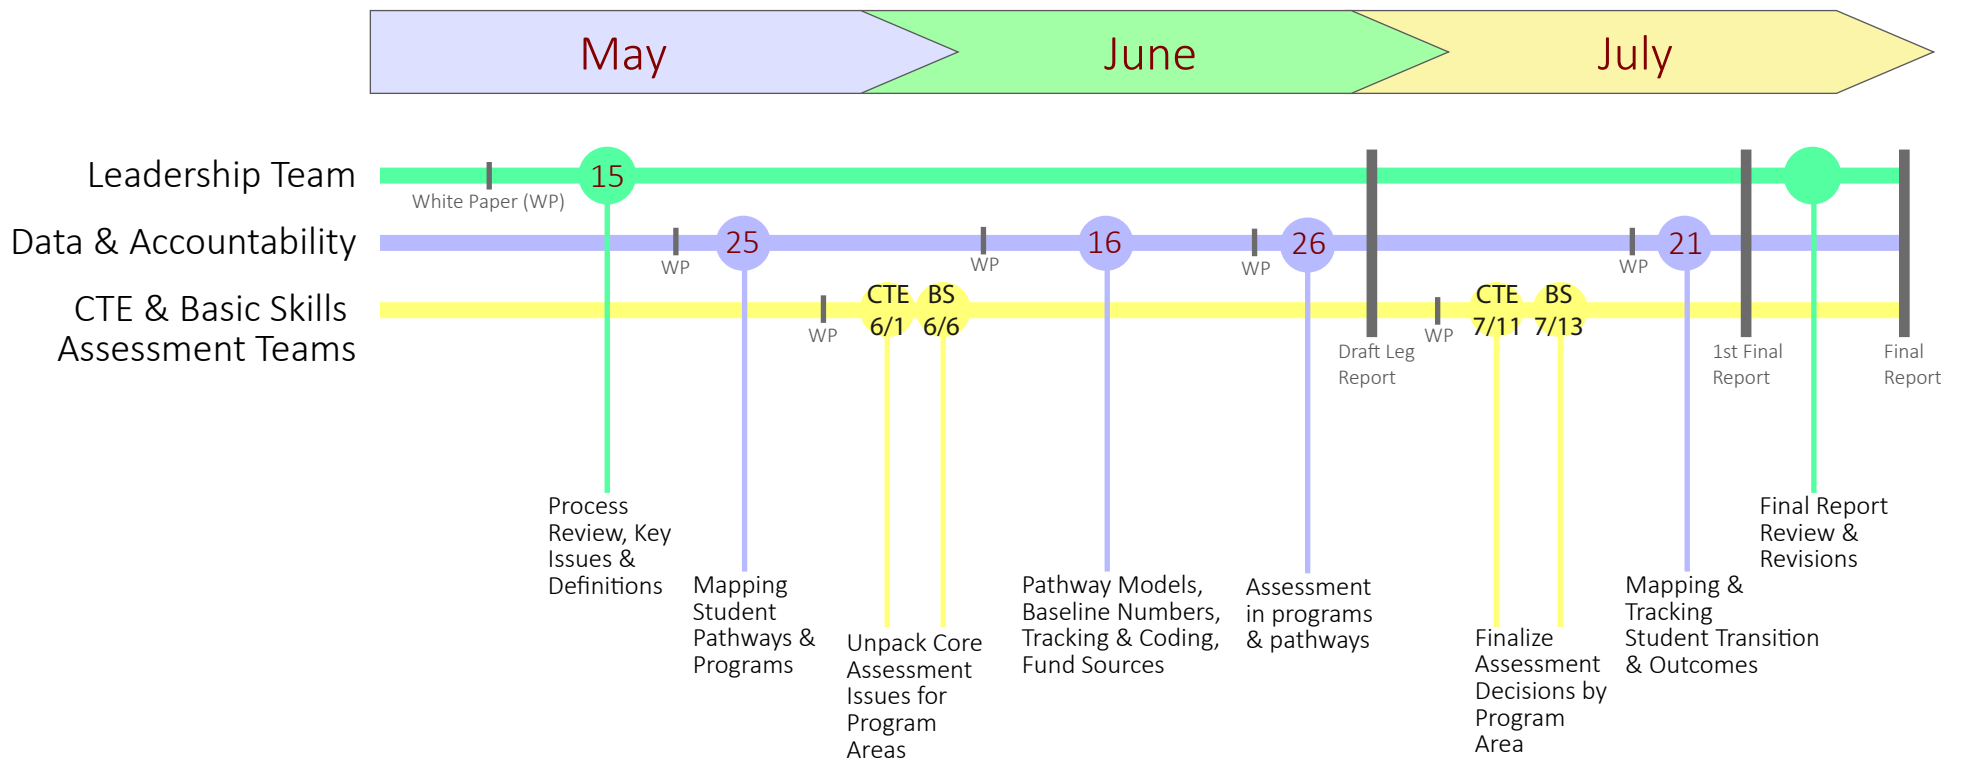 May
June
July
Leadership Team
15
White Paper (WP)
Data & Accountability
25
16
26
21
WP
WP
WP
WP
CTE & Basic Skills
Assessment Teams
CTE
6/1
BS
6/6
CTE
7/11
BS
7/13
WP
WP
Draft Leg
Report
1st Final
Report
Final
Report
Process
Review, Key
Issues &
Definitions
Mapping
Student
Pathways &
Programs
Unpack Core
Assessment
Issues for
Program
Areas
Pathway Models,
Baseline Numbers,
Tracking & Coding,
Fund Sources
Assessment
in programs
& pathways
Finalize
Assessment
Decisions by
Program
Area
Mapping &
Tracking
Student Transition
& Outcomes
Final Report
Review &
Revisions